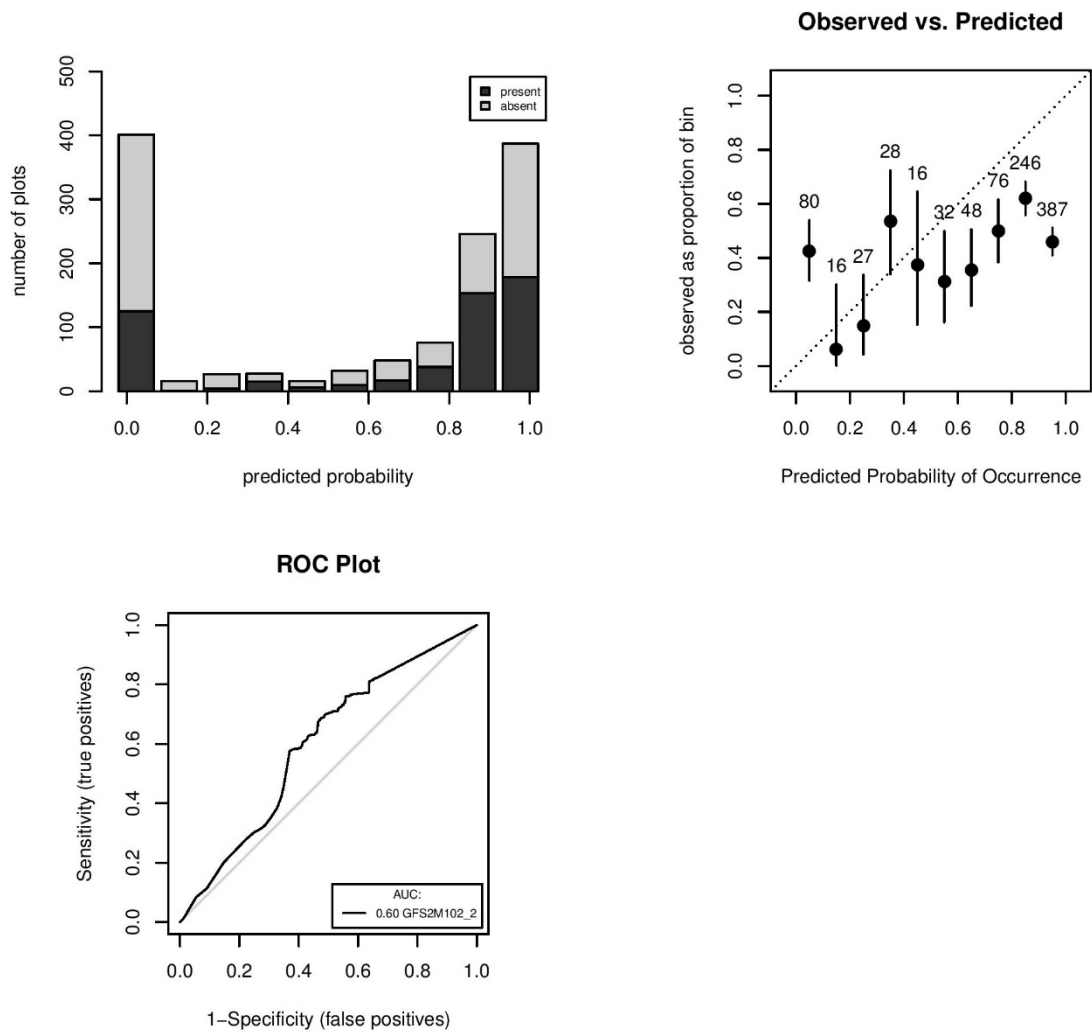 number of plots
500
400
300
200
100
0
present
absent
0.0 0.2 0.4 0.6 0.8 1.0
predicted probability
Observed vs. Predicted
observed as proportion of bin
1.0
0.8
0.6
0.4
0.2
0.0
80
16
27
28
16
32
48
76
246
387
0.0 0.2 0.4 0.6 0.8 1.0
Predicted Probability of Occurrence
ROC Plot
Sensitivity (true positives)
1.0
0.8
0.6
0.4
0.2
0.0
AUC:
0.60 GFS2M102_2
0.0 0.2 0.4 0.6 0.8 1.0
1−Specificity (false positives)